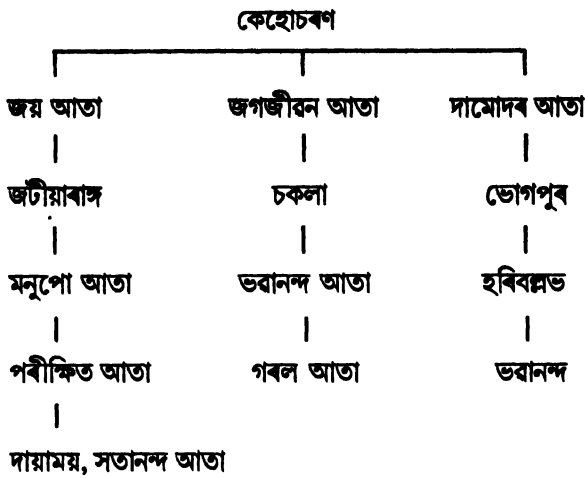 কেহোচৰণ
জয় আতা জগজীৱন আতা দামোদৰ আতা
জটীয়াৰাঙ্গ চকলা ভোগপুৰ
মনুপো আতা ভৱানন্দ আতা হৰিবল্লভ
পৰীক্ষিত আতা গৰল আতা ভৱানন্দ
দায়াময়, সতানন্দ আতা